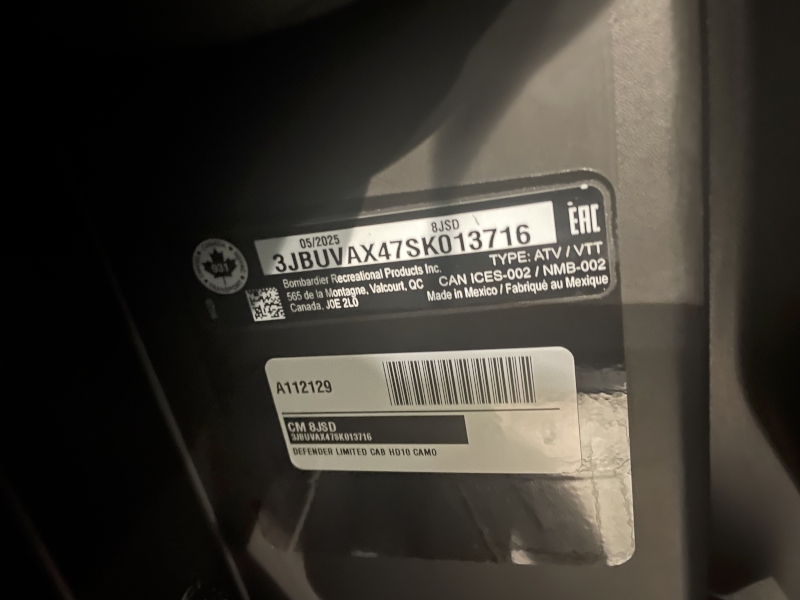 05/2025 8JSD
3JBUVAX47SK013716
EAC
TYPE: ATV / VTT
Bombardier Recreational Products Inc.
565 de la Montagne, Valcourt, QC
Canada, J0E 2L0
CAN ICES-002 / NMB-002
Made in Mexico / Fabriqué au Mexique
A112129
CM 8JSD
3JBUVAX47SK013716
DEFENDER LIMITED CAB HD10 CAMO